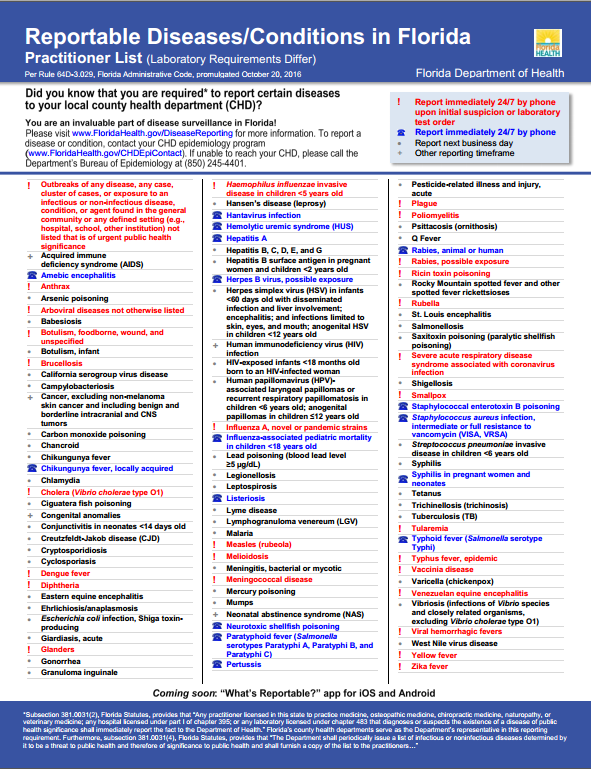 Reportable Diseases/Conditions in Florida
Practitioner List (Laboratory Requirements Differ)
Per Rule 64D-3.029, Florida Administrative Code, promulgated October 20, 2016
Florida Department of Health
Florida
HEALTH
Did you know that you are required* to report certain diseases
to your local county health department (CHD)?
You are an invaluable part of disease surveillance in Florida!
Please visit www.FloridaHealth.gov/DiseaseReporting for more information. To report a
disease or condition, contact your CHD epidemiology program
(www.FloridaHealth.gov/CHDEpiContact). If unable to reach your CHD, please call the
Department's Bureau of Epidemiology at (850) 245-4401.
! Report immediately 24/7 by phone
upon initial suspicion or laboratory
test order
☎ Report immediately 24/7 by phone
• Report next business day
+ Other reporting timeframe
! Outbreaks of any disease, any case,
cluster of cases, or exposure to an
infectious or non-infectious disease,
condition, or agent found in the general
community or any defined setting (e.g.,
hospital, school, other institution) not
listed that is of urgent public health
significance
+ Acquired immune
deficiency syndrome (AIDS)
☎ Amebic encephalitis
! Anthrax
• Arsenic poisoning
! Arboviral diseases not otherwise listed
• Babesiosis
! Botulism, foodborne, wound, and
unspecified
• Botulism, infant
! Brucellosis
• California serogroup virus disease
• Campylobacteriosis
+ Cancer, excluding non-melanoma
skin cancer and including benign and
borderline intracranial and CNS
tumors
• Carbon monoxide poisoning
• Chancroid
• Chikungunya fever
☎ Chikungunya fever, locally acquired
• Chlamydia
! Cholera (Vibrio cholerae type O1)
• Ciguatera fish poisoning
+ Congenital anomalies
• Conjunctivitis in neonates <14 days old
• Creutzfeldt-Jakob disease (CJD)
• Cryptosporidiosis
• Cyclosporiasis
! Dengue fever
! Diphtheria
• Eastern equine encephalitis
• Ehrlichiosis/anaplasmosis
• Escherichia coli infection, Shiga toxin-
producing
• Giardiasis, acute
! Glanders
• Gonorrhea
• Granuloma inguinale
! Haemophilus influenzae invasive
disease in children <5 years old
• Hansen's disease (leprosy)
☎ Hantavirus infection
☎ Hemolytic uremic syndrome (HUS)
☎ Hepatitis A
• Hepatitis B, C, D, E, and G
• Hepatitis B surface antigen in pregnant
women and children <2 years old
☎ Herpes B virus, possible exposure
• Herpes simplex virus (HSV) in infants
<60 days old with disseminated
infection and liver involvement;
encephalitis; and infections limited to
skin, eyes, and mouth; anogenital HSV
in children <12 years old
+ Human immunodeficiency virus (HIV)
infection
• HIV-exposed infants <18 months old
born to an HIV-infected woman
• Human papillomavirus (HPV)-
associated laryngeal papillomas or
recurrent respiratory papillomatosis in
children <6 years old; anogenital
papillomas in children ≤12 years old
! Influenza A, novel or pandemic strains
☎ Influenza-associated pediatric mortality
in children <18 years old
• Lead poisoning (blood lead level
≥5 µg/dL)
• Legionellosis
• Leptospirosis
☎ Listeriosis
• Lyme disease
• Lymphogranuloma venereum (LGV)
• Malaria
! Measles (rubeola)
! Melioidosis
• Meningitis, bacterial or mycotic
! Meningococcal disease
• Mercury poisoning
• Mumps
+ Neonatal abstinence syndrome (NAS)
☎ Neurotoxic shellfish poisoning
☎ Paratyphoid fever (Salmonella
serotypes Paratyphi A, Paratyphi B, and
Paratyphi C)
☎ Pertussis
• Pesticide-related illness and injury,
acute
! Plague
! Poliomyelitis
• Psittacosis (ornithosis)
• Q Fever
☎ Rabies, animal or human
! Rabies, possible exposure
! Ricin toxin poisoning
• Rocky Mountain spotted fever and other
spotted fever rickettsioses
! Rubella
• St. Louis encephalitis
• Salmonellosis
• Saxitoxin poisoning (paralytic shellfish
poisoning)
! Severe acute respiratory disease
syndrome associated with coronavirus
infection
• Shigellosis
! Smallpox
☎ Staphylococcal enterotoxin B poisoning
☎ Staphylococcus aureus infection,
intermediate or full resistance to
vancomycin (VISA, VRSA)
• Streptococcus pneumoniae invasive
disease in children <6 years old
• Syphilis
☎ Syphilis in pregnant women and
neonates
• Tetanus
• Trichinellosis (trichinosis)
• Tuberculosis (TB)
! Tularemia
☎ Typhoid fever (Salmonella serotype
Typhi)
! Typhus fever, epidemic
! Vaccinia disease
• Varicella (chickenpox)
! Venezuelan equine encephalitis
• Vibriosis (infections of Vibrio species
and closely related organisms,
excluding Vibrio cholerae type O1)
! Viral hemorrhagic fevers
• West Nile virus disease
! Yellow fever
! Zika fever
Coming soon: "What's Reportable?" app for iOS and Android
*Subsection 381.0031(2), Florida Statutes, provides that "Any practitioner licensed in this state to practice medicine, osteopathic medicine, chiropractic medicine, naturopathy, or
veterinary medicine; any hospital licensed under part I of chapter 395; or any laboratory licensed under chapter 483 that diagnoses or suspects the existence of a disease of public
health significance shall immediately report the fact to the Department of Health." Florida's county health departments serve as the Department's representative in this reporting
requirement. Furthermore, subsection 381.0031(4), Florida Statutes, provides that "The Department shall periodically issue a list of infectious or noninfectious diseases determined by
it to be a threat to public health and therefore of significance to public health and shall furnish a copy of the list to the practitioners..."